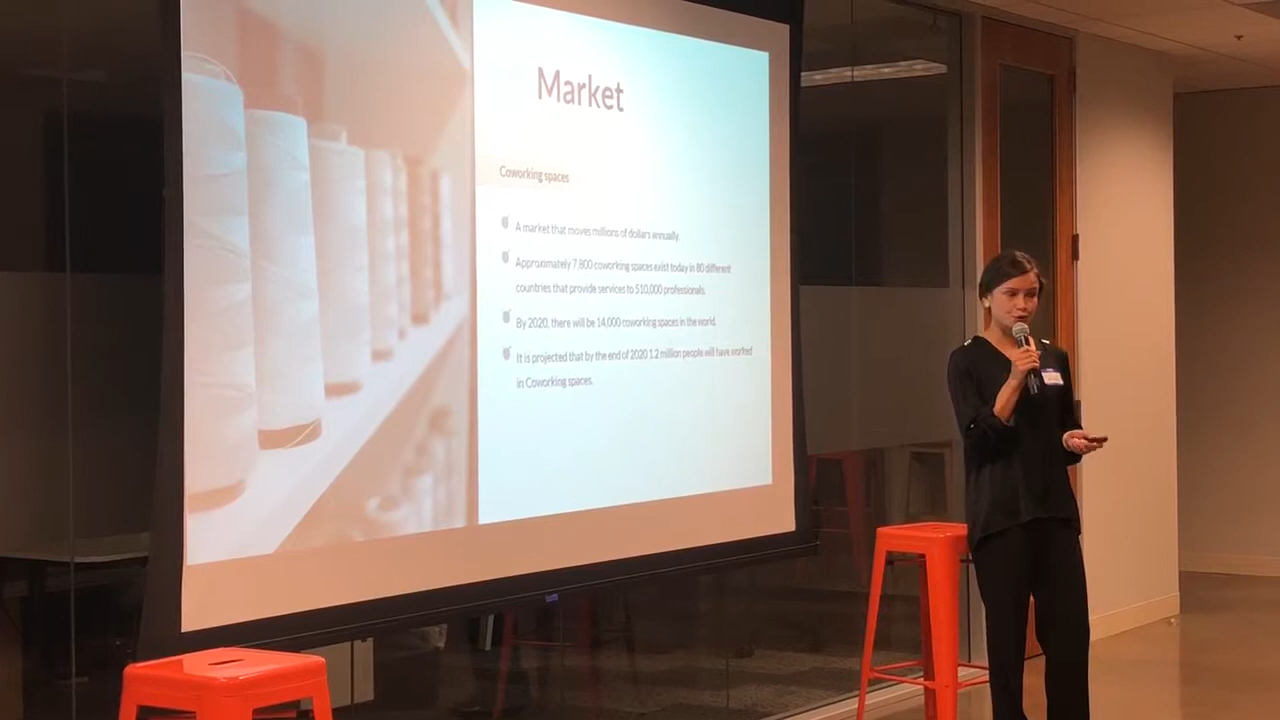 Market
Coworking spaces
A market that moves millions of dollars annually.
Approximately 7,800 coworking spaces exist today in 80 different
countries that provide services to 510,000 professionals.
By 2020, there will be 14,000 coworking spaces in the world.
It is projected that by the end of 2020 1.2 million people will have worked
in Coworking spaces.